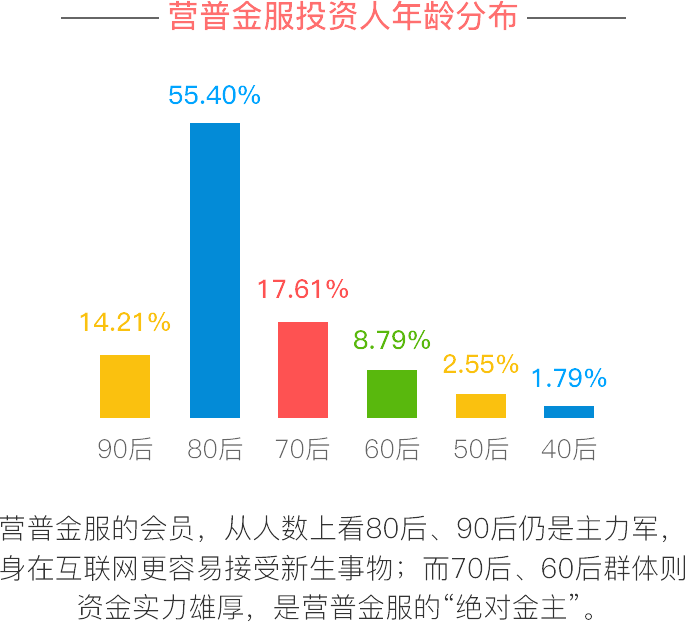 营普金服投资人年龄分布
55.40%
17.61%
14.21%
8.79%
2.55%
1.79%
90后 80后 70后 60后 50后 40后
营普金服的会员，从人数上看80后、90后仍是主力军，
身在互联网更容易接受新生事物；而70后、60后群体则
资金实力雄厚，是营普金服的“绝对金主”。